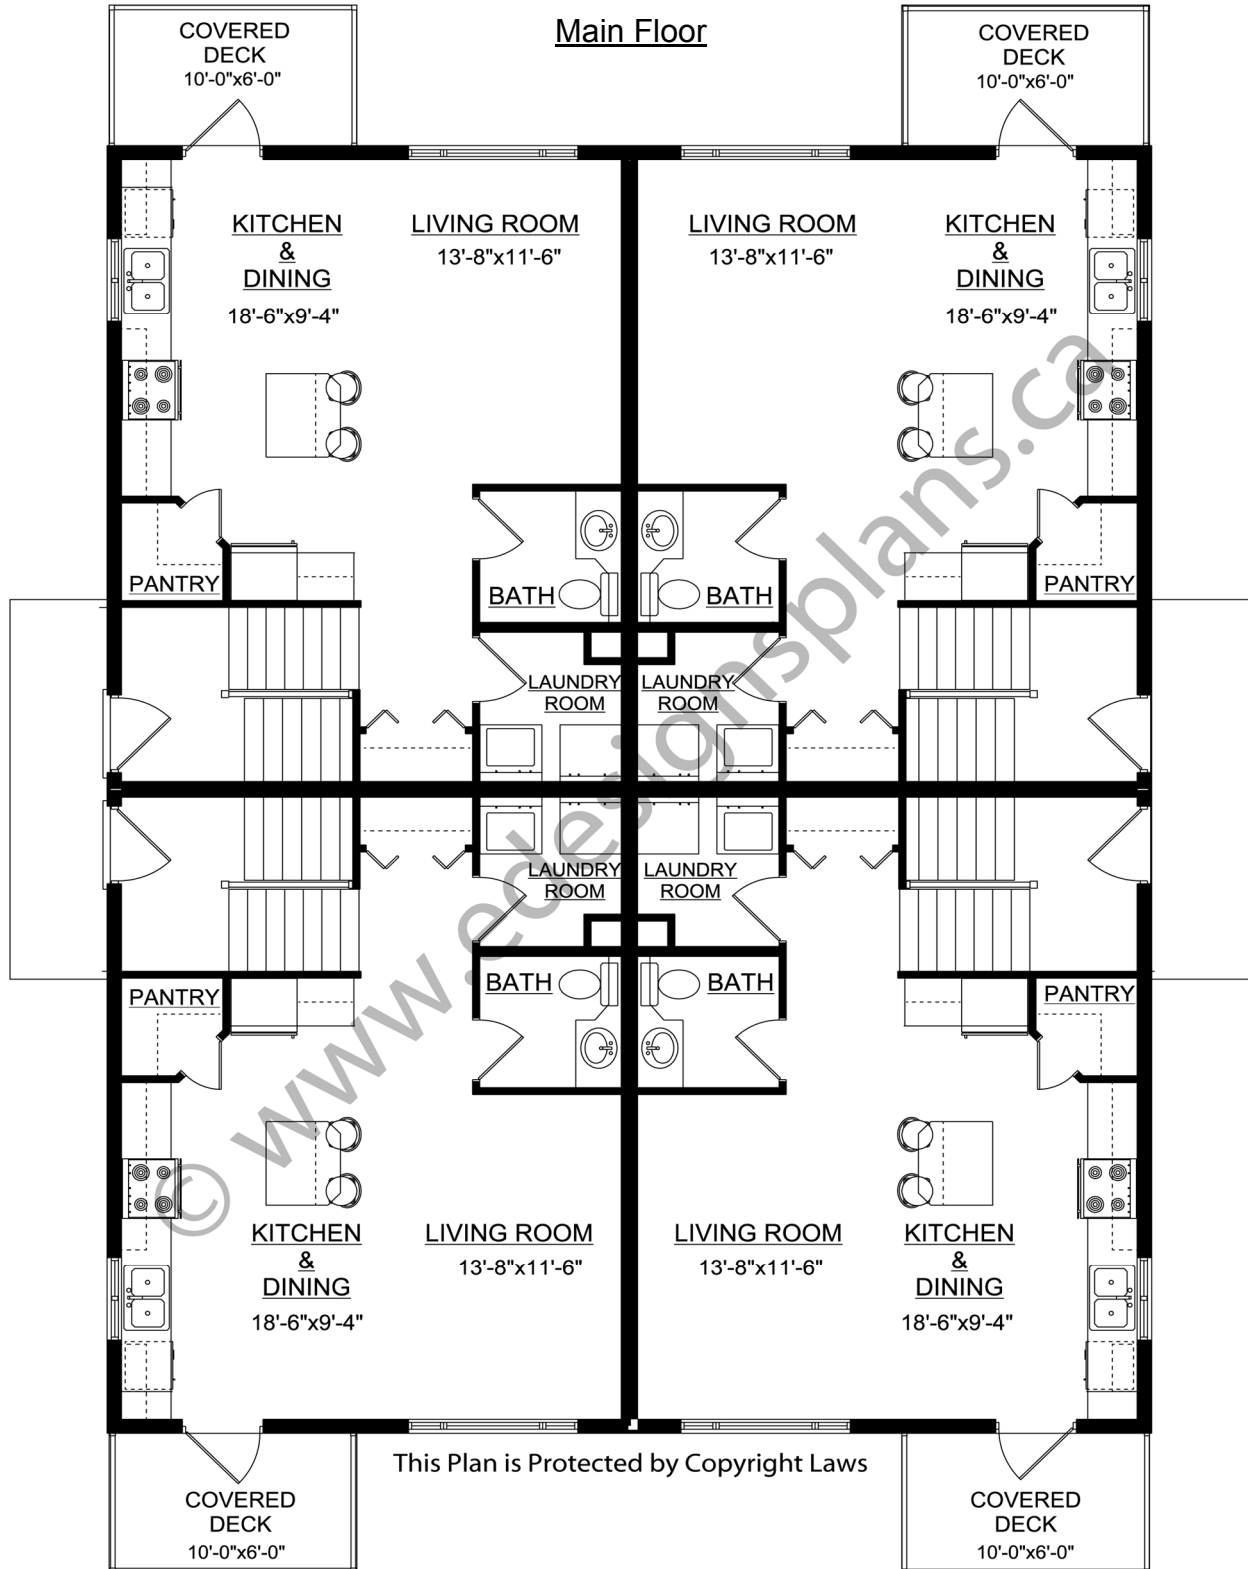 Main Floor
COVERED
DECK
10'-0"x6'-0"
COVERED
DECK
10'-0"x6'-0"
KITCHEN
&
DINING
18'-6"x9'-4"
LIVING ROOM
13'-8"x11'-6"
LIVING ROOM
13'-8"x11'-6"
KITCHEN
&
DINING
18'-6"x9'-4"
PANTRY
BATH
BATH
PANTRY
LAUNDRY
ROOM
LAUNDRY
ROOM
LAUNDRY
ROOM
LAUNDRY
ROOM
PANTRY
BATH
BATH
PANTRY
KITCHEN
&
DINING
18'-6"x9'-4"
LIVING ROOM
13'-8"x11'-6"
LIVING ROOM
13'-8"x11'-6"
KITCHEN
&
DINING
18'-6"x9'-4"
© www.edesignsplans.ca
This Plan is Protected by Copyright Laws
COVERED
DECK
10'-0"x6'-0"
COVERED
DECK
10'-0"x6'-0"